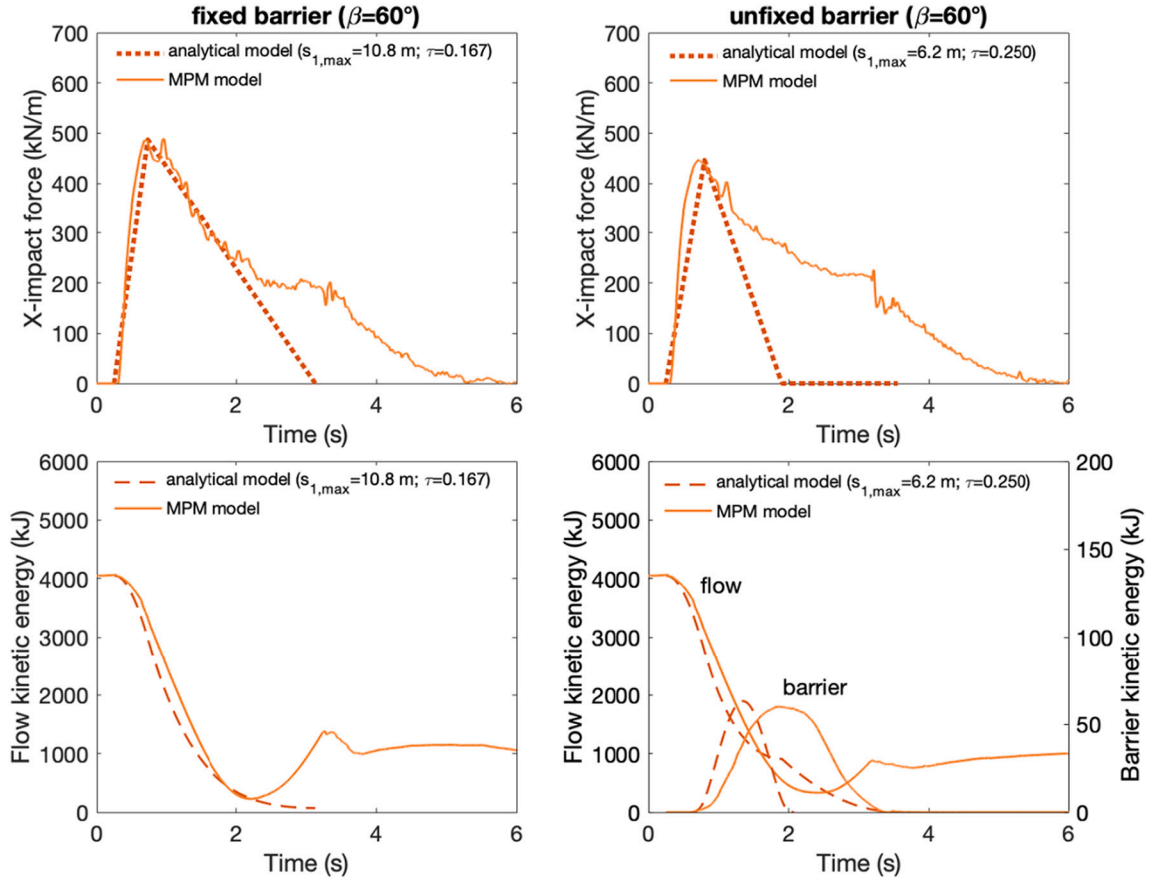 fixed barrier (β=60°)
700
600
500
400
300
200
100
0
X-impact force (kN/m)
analytical model (s1,max=10.8 m; τ=0.167)
MPM model
0 2 4 6
Time (s)
unfixed barrier (β=60°)
700
600
500
400
300
200
100
0
X-impact force (kN/m)
analytical model (s1,max=6.2 m; τ=0.250)
MPM model
0 2 4 6
Time (s)
6000
5000
4000
3000
2000
1000
0
Flow kinetic energy (kJ)
analytical model (s1,max=10.8 m; τ=0.167)
MPM model
0 2 4 6
Time (s)
6000
5000
4000
3000
2000
1000
0
Flow kinetic energy (kJ)
analytical model (s1,max=6.2 m; τ=0.250)
MPM model
flow
barrier
200
150
100
50
0
Barrier kinetic energy (kJ)
0 2 4 6
Time (s)